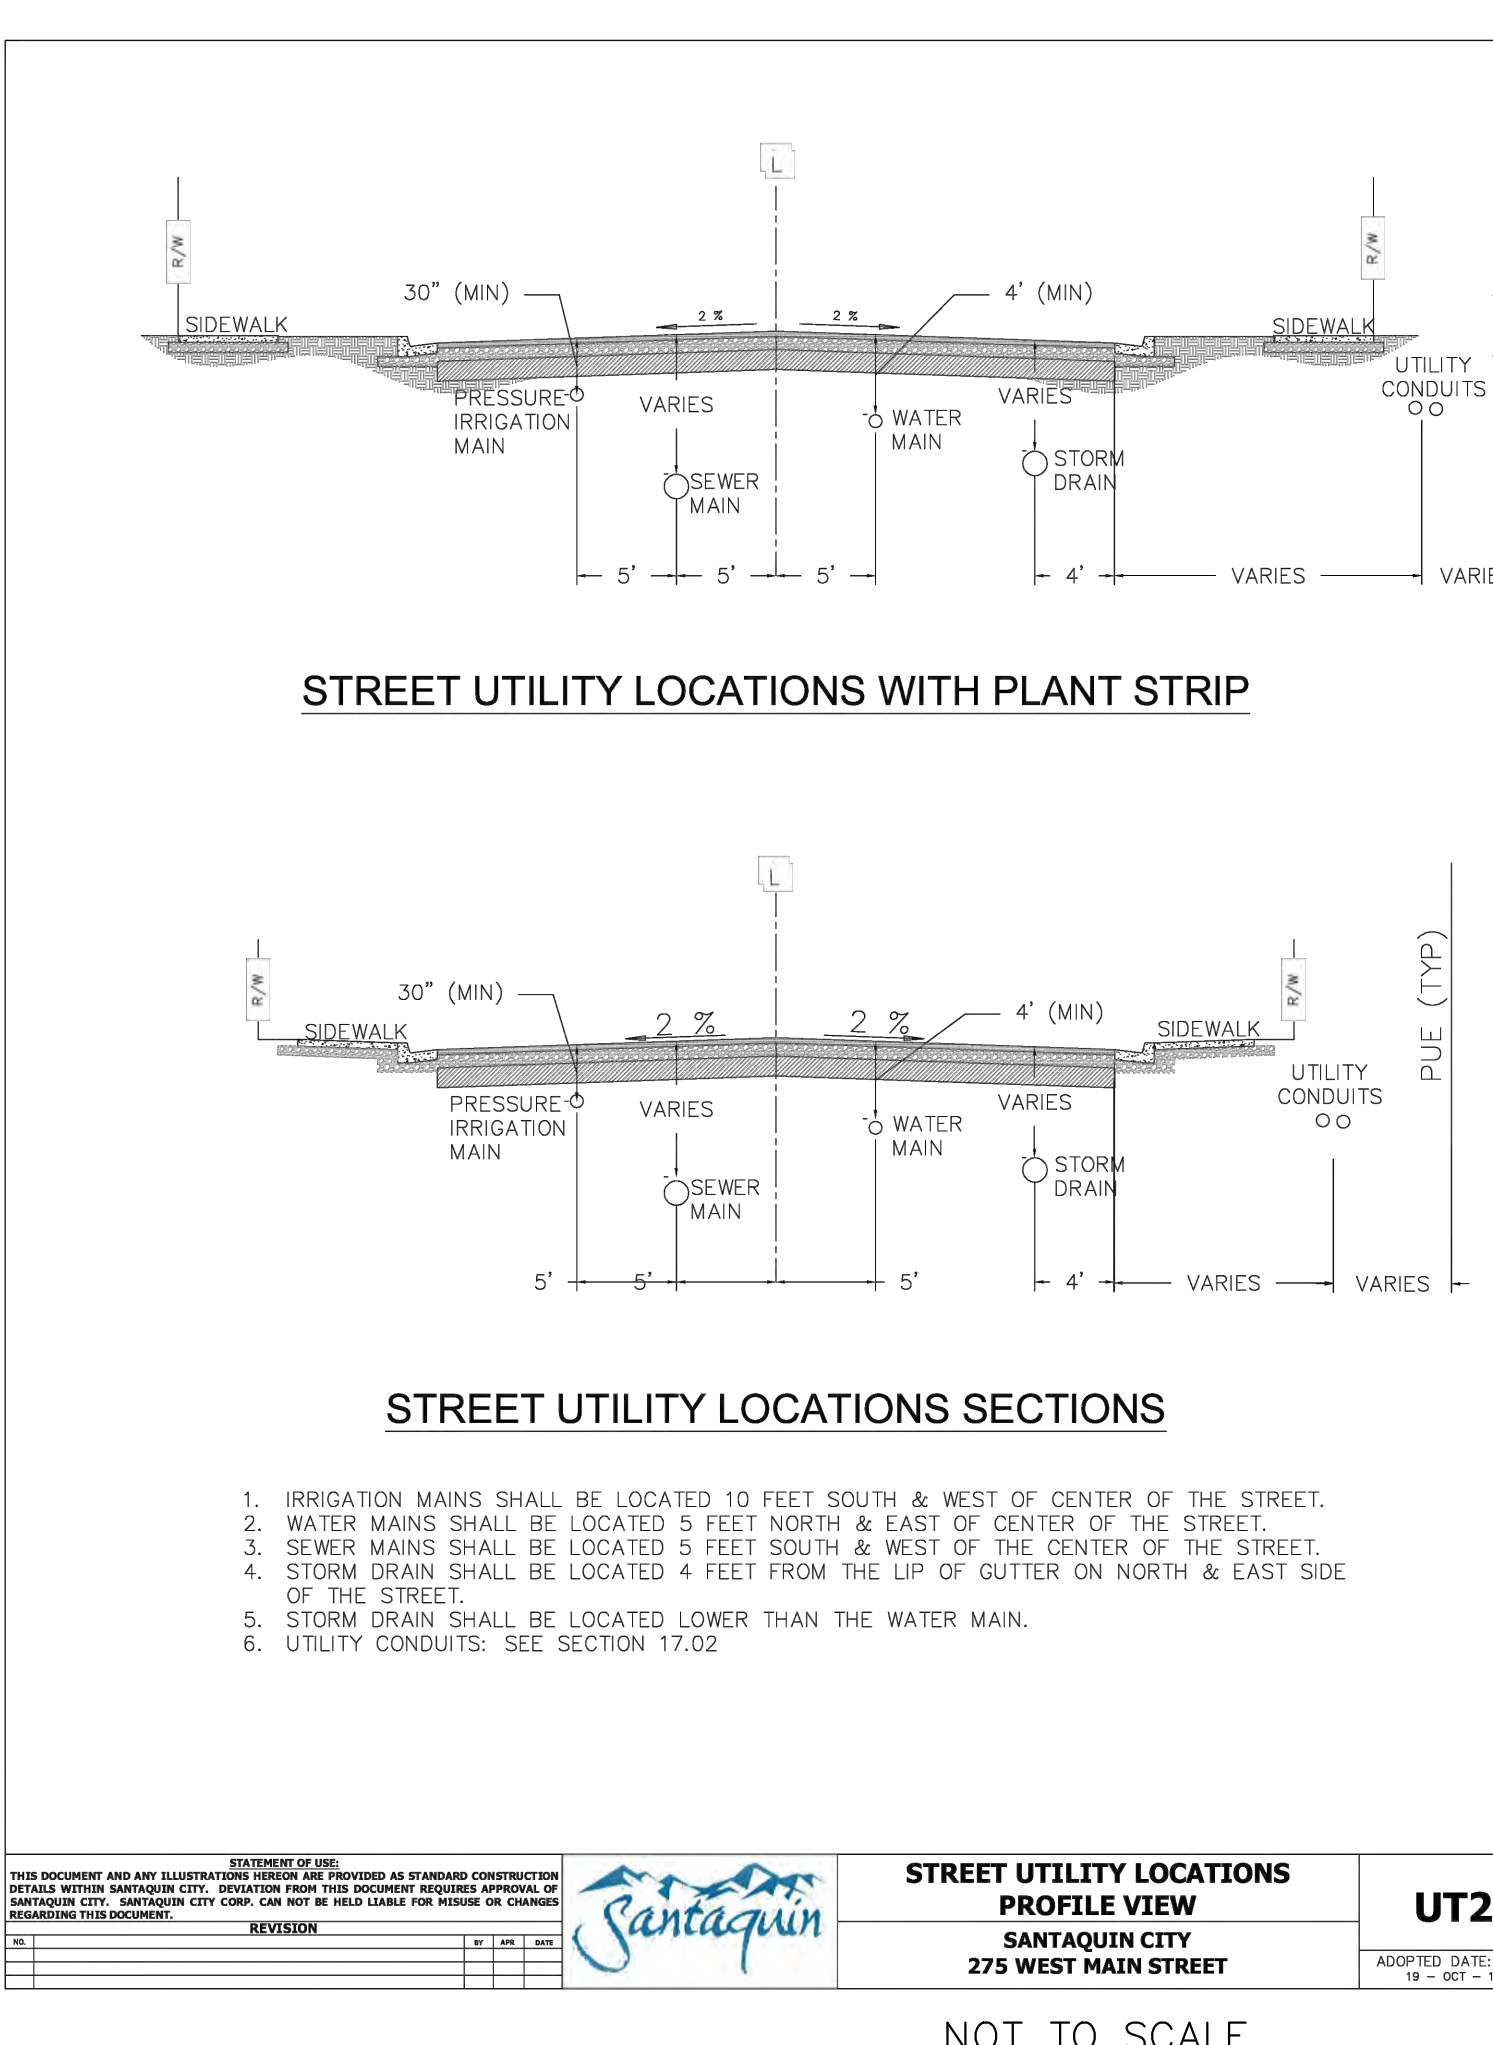 L
R/W
R/W
30" (MIN)
4' (MIN)
2 %
2 %
SIDEWALK
SIDEWALK
UTILITY
CONDUITS
PRESSURE
IRRIGATION
MAIN
VARIES
WATER
MAIN
VARIES
SEWER
MAIN
STORM
DRAIN
5'
5'
5'
4'
VARIES
STREET UTILITY LOCATIONS WITH PLANT STRIP
L
R/W
R/W
PUE (TYP)
30" (MIN)
4' (MIN)
2 %
2 %
SIDEWALK
SIDEWALK
UTILITY
CONDUITS
PRESSURE
IRRIGATION
MAIN
VARIES
WATER
MAIN
VARIES
SEWER
MAIN
STORM
DRAIN
5'
5'
5'
4'
VARIES
VARIES
STREET UTILITY LOCATIONS SECTIONS
1. IRRIGATION MAINS SHALL BE LOCATED 10 FEET SOUTH & WEST OF CENTER OF THE STREET.
2. WATER MAINS SHALL BE LOCATED 5 FEET NORTH & EAST OF CENTER OF THE STREET.
3. SEWER MAINS SHALL BE LOCATED 5 FEET SOUTH & WEST OF THE CENTER OF THE STREET.
4. STORM DRAIN SHALL BE LOCATED 4 FEET FROM THE LIP OF GUTTER ON NORTH & EAST SIDE
OF THE STREET.
5. STORM DRAIN SHALL BE LOCATED LOWER THAN THE WATER MAIN.
6. UTILITY CONDUITS: SEE SECTION 17.02
STATEMENT OF USE:
THIS DOCUMENT AND ANY ILLUSTRATIONS HEREON ARE PROVIDED AS STANDARD CONSTRUCTION
DETAILS WITHIN SANTAQUIN CITY. DEVIATION FROM THIS DOCUMENT REQUIRES APPROVAL OF
SANTAQUIN CITY. SANTAQUIN CITY CORP. CAN NOT BE HELD LIABLE FOR MISUSE OR CHANGES
REGARDING THIS DOCUMENT.
REVISION
NO. BY APR DATE
Santaquin
STREET UTILITY LOCATIONS
PROFILE VIEW
SANTAQUIN CITY
275 WEST MAIN STREET
UT2
ADOPTED DATE:
19 - OCT - 1
NOT TO SCALE